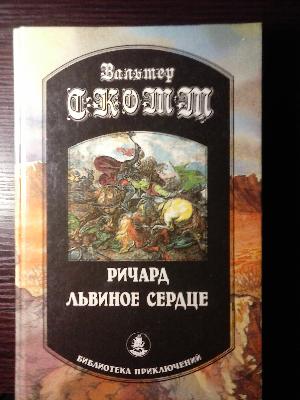 Вальтер
СКОТТ
РИЧАРД
ЛЬВИНОЕ СЕРДЦЕ
БИБЛИОТЕКА ПРИКЛЮЧЕНИЙ